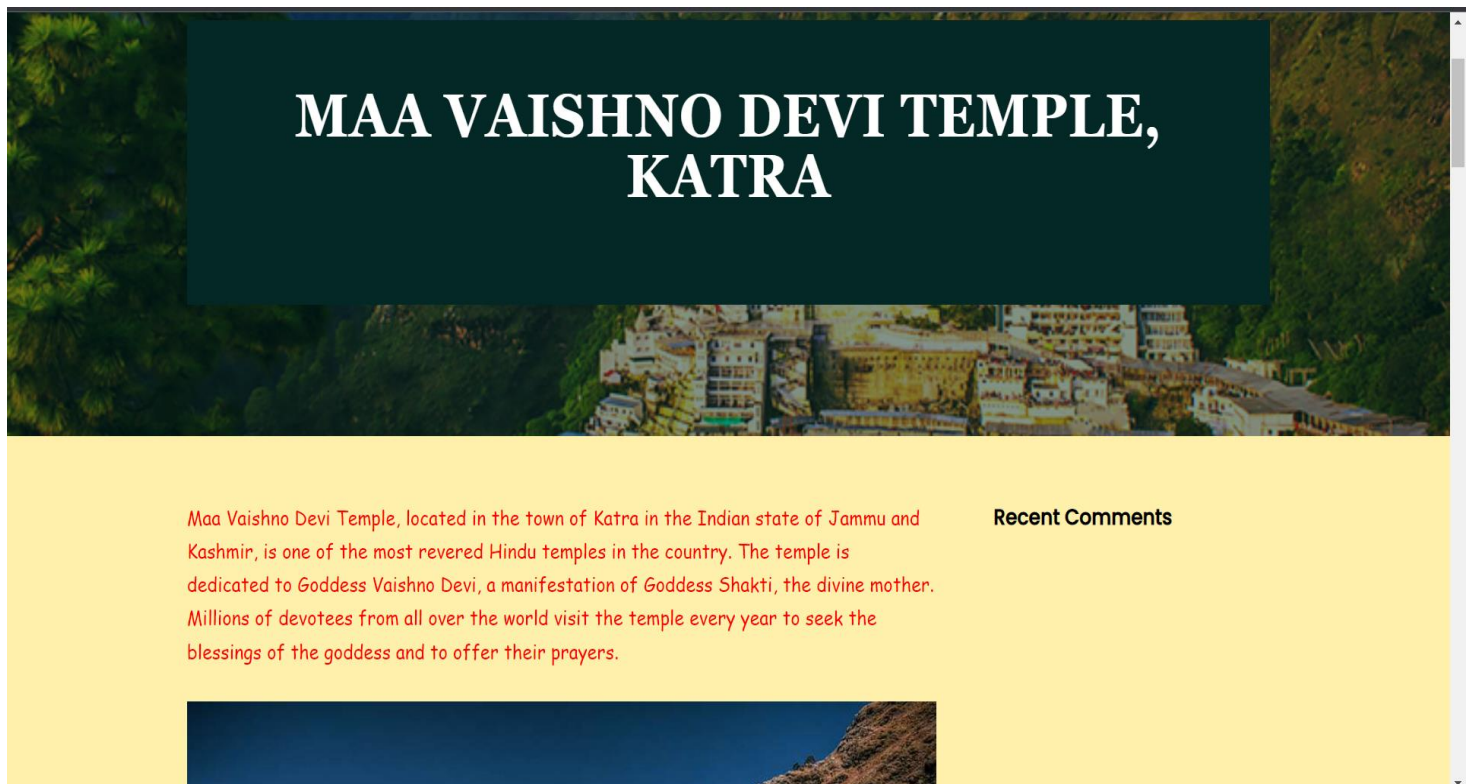 MAA VAISHNO DEVI TEMPLE,
KATRA
Maa Vaishno Devi Temple, located in the town of Katra in the Indian state of Jammu and
Kashmir, is one of the most revered Hindu temples in the country. The temple is
dedicated to Goddess Vaishno Devi, a manifestation of Goddess Shakti, the divine mother.
Millions of devotees from all over the world visit the temple every year to seek the
blessings of the goddess and to offer their prayers.
Recent Comments